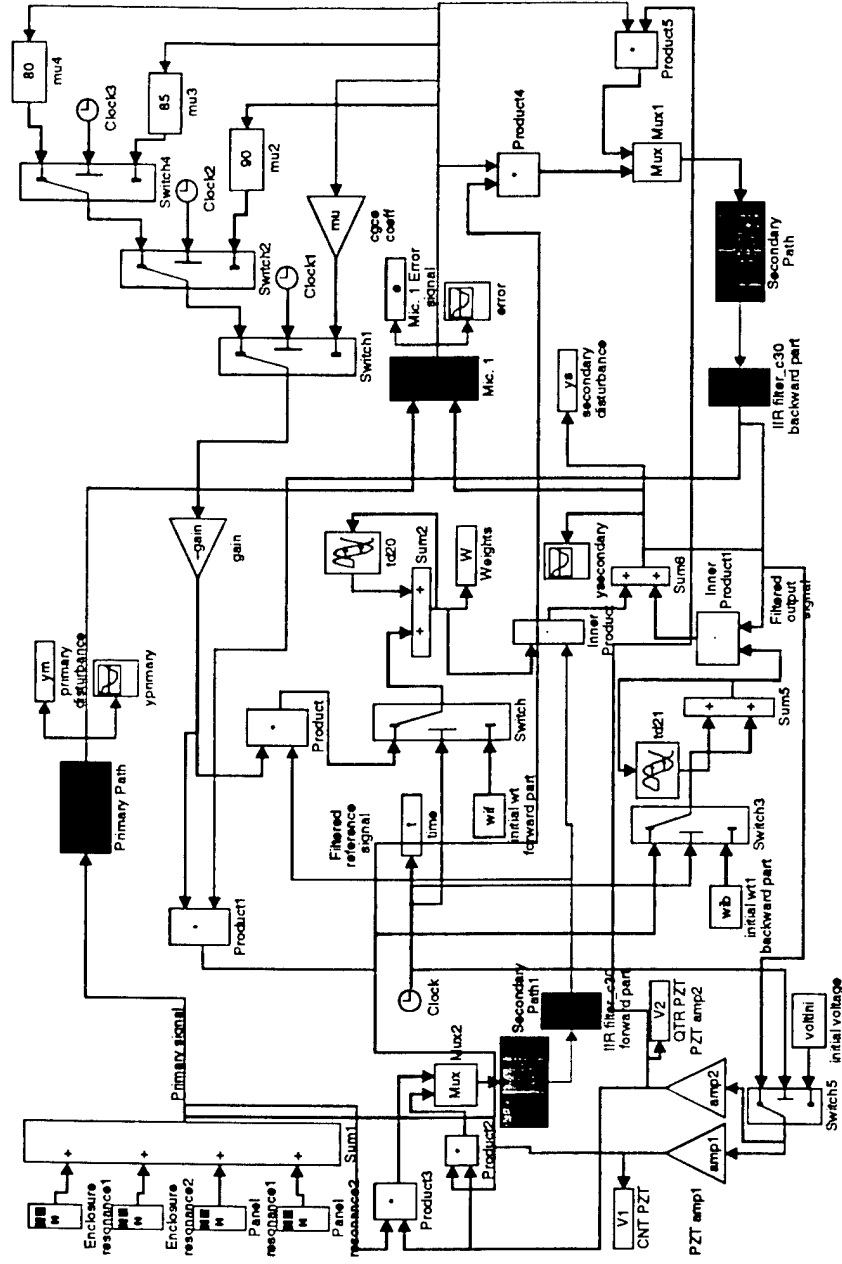 80
mu4
85
mu3
Clock3
Switch4
90
mu2
Clock2
Switch2
mu
cgce
coeff
Clock1
Switch1
e
Mic. 1 Error
signal
error
Mic. 1
Product5
Product4
Mux Mux1
Secondary
Path
IIR filter_c30
backward part
ys
secondary
disturbance
-gain
gain
td20
Sum2
W
Weights
ysecondary
Sum6
Inner
Product
Inner
Product1
Filtered
output
signal
ym
primary
disturbance
yprimary
Primary Path
Product
Switch
Filtered
reference
signal
t
time
wif
initial wt
forward part
td21
Sum5
Switch3
wib
initial wt1
backward part
Product1
Clock
Primary signal
Secondary
Path1
IIR filter_c30
forward part
Mux2
Mux
Product2
Product3
Sum1
Enclosure
resonance1
Enclosure
resonance2
Panel
resonance1
Panel
resonance2
V2
QTR PZT
PZT amp2
amp2
amp1
V1
CNT PZT
PZT amp1
voltini
initial voltage
Switch5